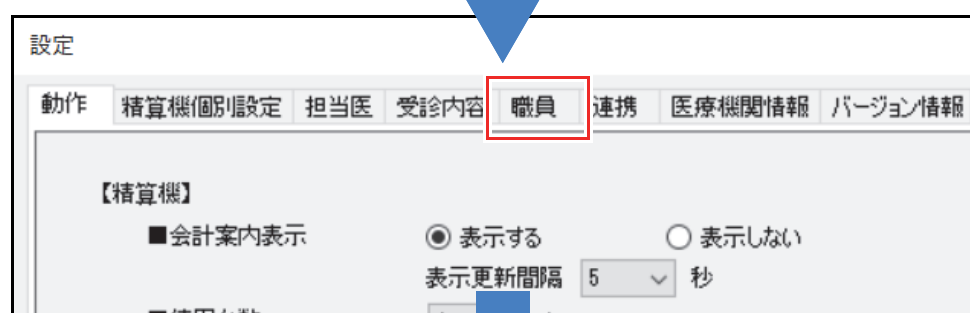 設定
動作 精算機個別設定 担当医 受診内容 職員 連携 医療機関情報 バージョン情報
【精算機】
■会計案内表示 表示する 表示しない
表示更新間隔 5 秒